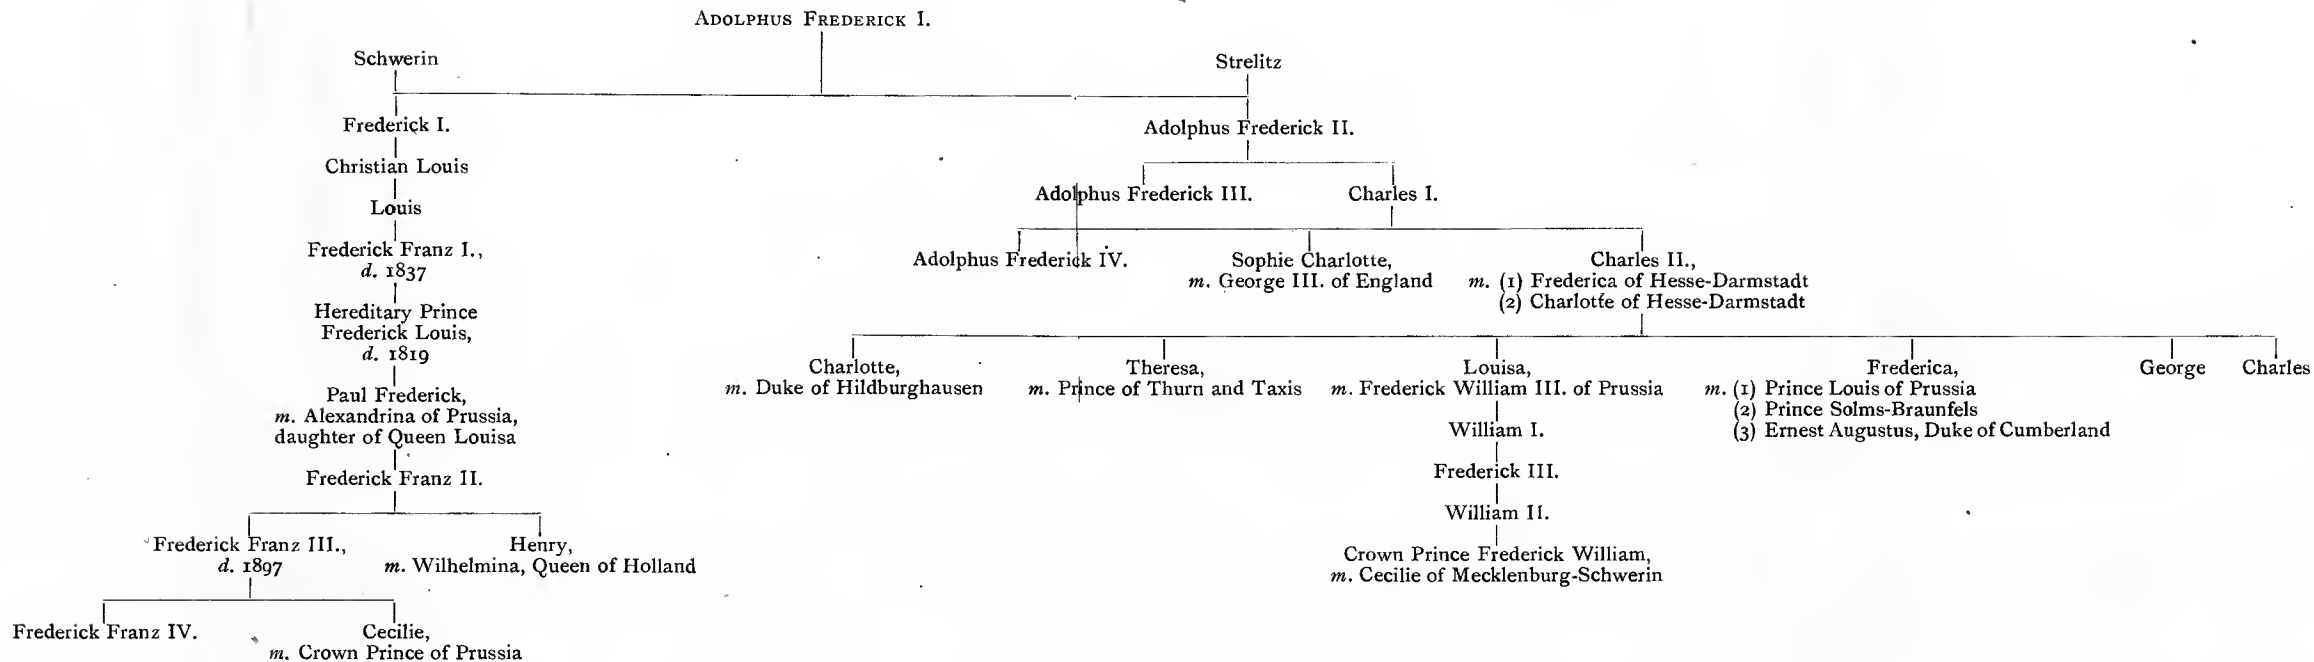 ADOLPHUS FREDERICK I.
Schwerin
Strelitz
Frederick I.
Adolphus Frederick II.
Christian Louis
Adolphus Frederick III.
Charles I.
Louis
Frederick Franz I.,
d. 1837
Adolphus Frederick IV.
Sophie Charlotte,
m. George III. of England
Charles II.,
m. (1) Frederica of Hesse-Darmstadt
(2) Charlotte of Hesse-Darmstadt
Hereditary Prince
Frederick Louis,
d. 1819
Charlotte,
m. Duke of Hildburghausen
Theresa,
m. Prince of Thurn and Taxis
Louisa,
m. Frederick William III. of Prussia
Frederica,
m. (1) Prince Louis of Prussia
(2) Prince Solms-Braunfels
(3) Ernest Augustus, Duke of Cumberland
George
Charles
Paul Frederick,
m. Alexandrina of Prussia,
daughter of Queen Louisa
William I.
Frederick Franz II.
Frederick III.
William II.
Frederick Franz III.,
d. 1897
Henry,
m. Wilhelmina, Queen of Holland
Crown Prince Frederick William,
m. Cecilie of Mecklenburg-Schwerin
Frederick Franz IV.
Cecilie,
m. Crown Prince of Prussia